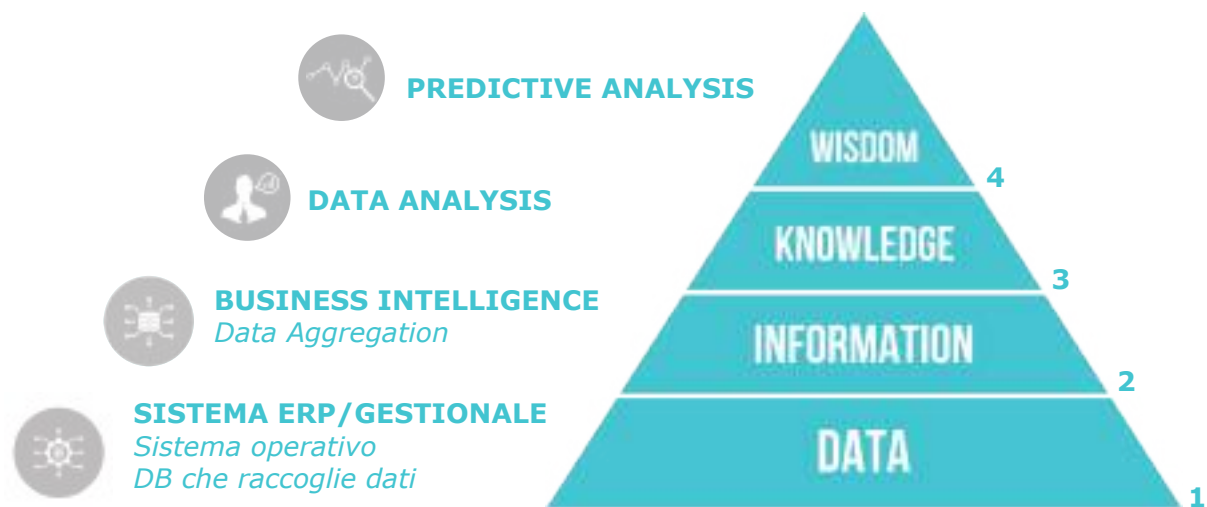 PREDICTIVE ANALYSIS
WISDOM
4
DATA ANALYSIS
KNOWLEDGE
3
BUSINESS INTELLIGENCE
Data Aggregation
INFORMATION
2
SISTEMA ERP/GESTIONALE
Sistema operativo
DB che raccoglie dati
DATA
1